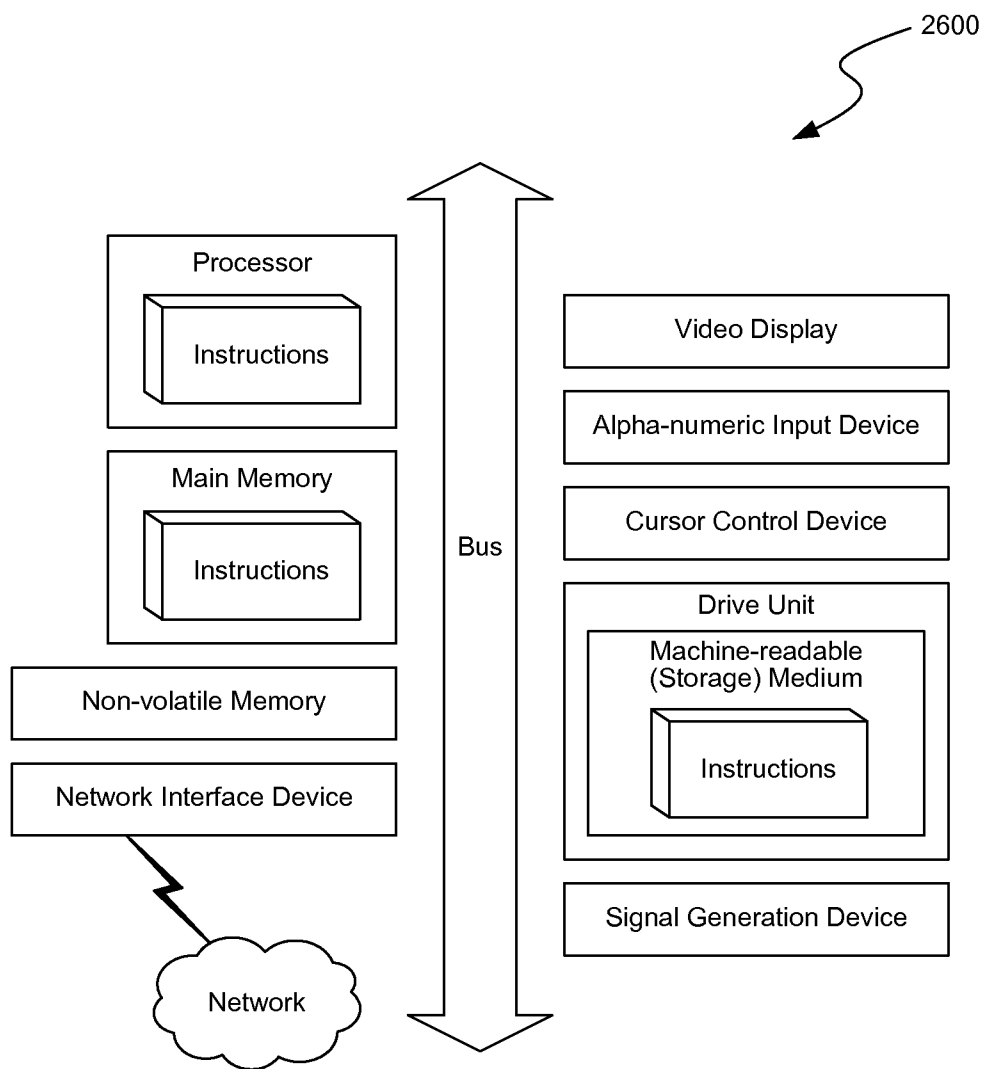 2600
Processor
Instructions
Main Memory
Instructions
Non-volatile Memory
Network Interface Device
Network
Bus
Video Display
Alpha-numeric Input Device
Cursor Control Device
Drive Unit
Machine-readable
(Storage) Medium
Instructions
Signal Generation Device